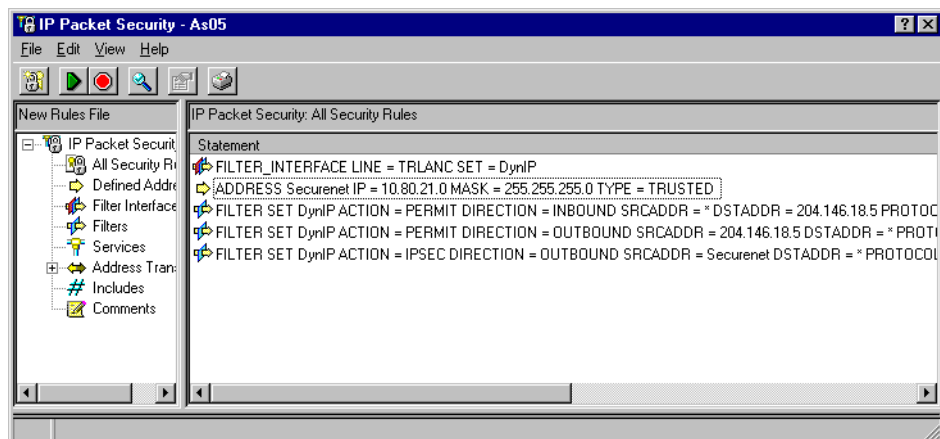 IP Packet Security - As05
File Edit View Help
New Rules File
IP Packet Security: All Security Rules
IP Packet Securit
All Security Ru
Defined Addre
Filter Interface
Filters
Services
Address Tran
Includes
Comments
Statement
FILTER_INTERFACE LINE = TRLANC SET = DynIP
ADDRESS Securenet IP = 10.80.21.0 MASK = 255.255.255.0 TYPE = TRUSTED
FILTER SET DynIP ACTION = PERMIT DIRECTION = INBOUND SRCADDR = * DSTADDR = 204.146.18.5 PROTOC
FILTER SET DynIP ACTION = PERMIT DIRECTION = OUTBOUND SRCADDR = 204.146.18.5 DSTADDR = * PROT
FILTER SET DynIP ACTION = IPSEC DIRECTION = OUTBOUND SRCADDR = Securenet DSTADDR = * PROTOCOL